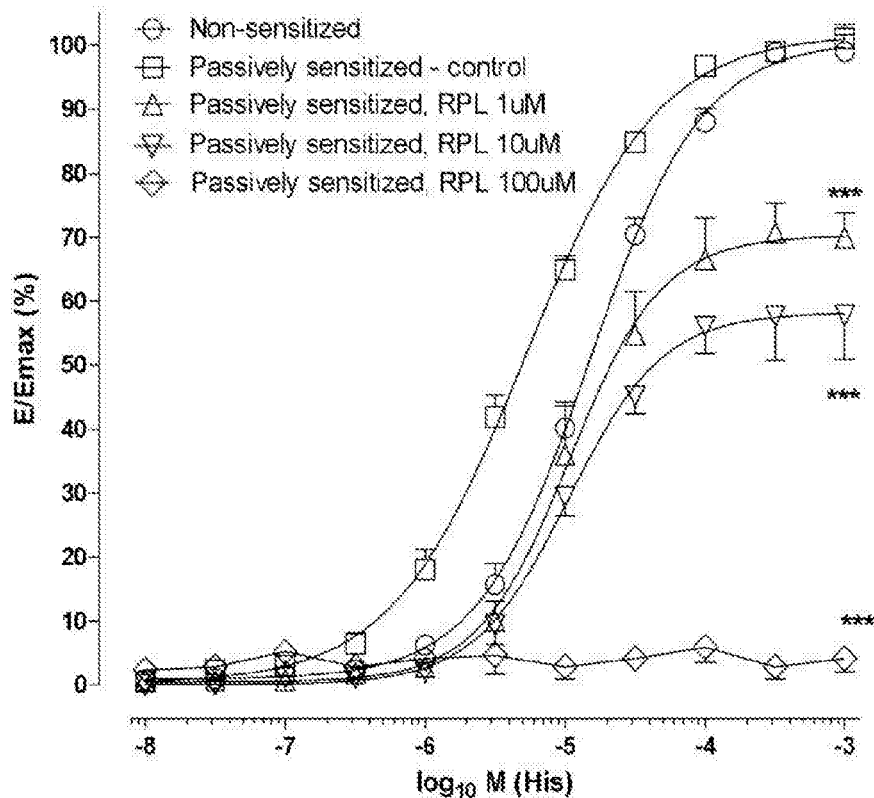 Non-sensitized
Passively sensitized - control
Passively sensitized, RPL 1uM
Passively sensitized, RPL 10uM
Passively sensitized, RPL 100uM
E/Emax (%)
100
90
80
70
60
50
40
30
20
10
0
***
***
***
-8 -7 -6 -5 -4 -3
log₁₀ M (His)